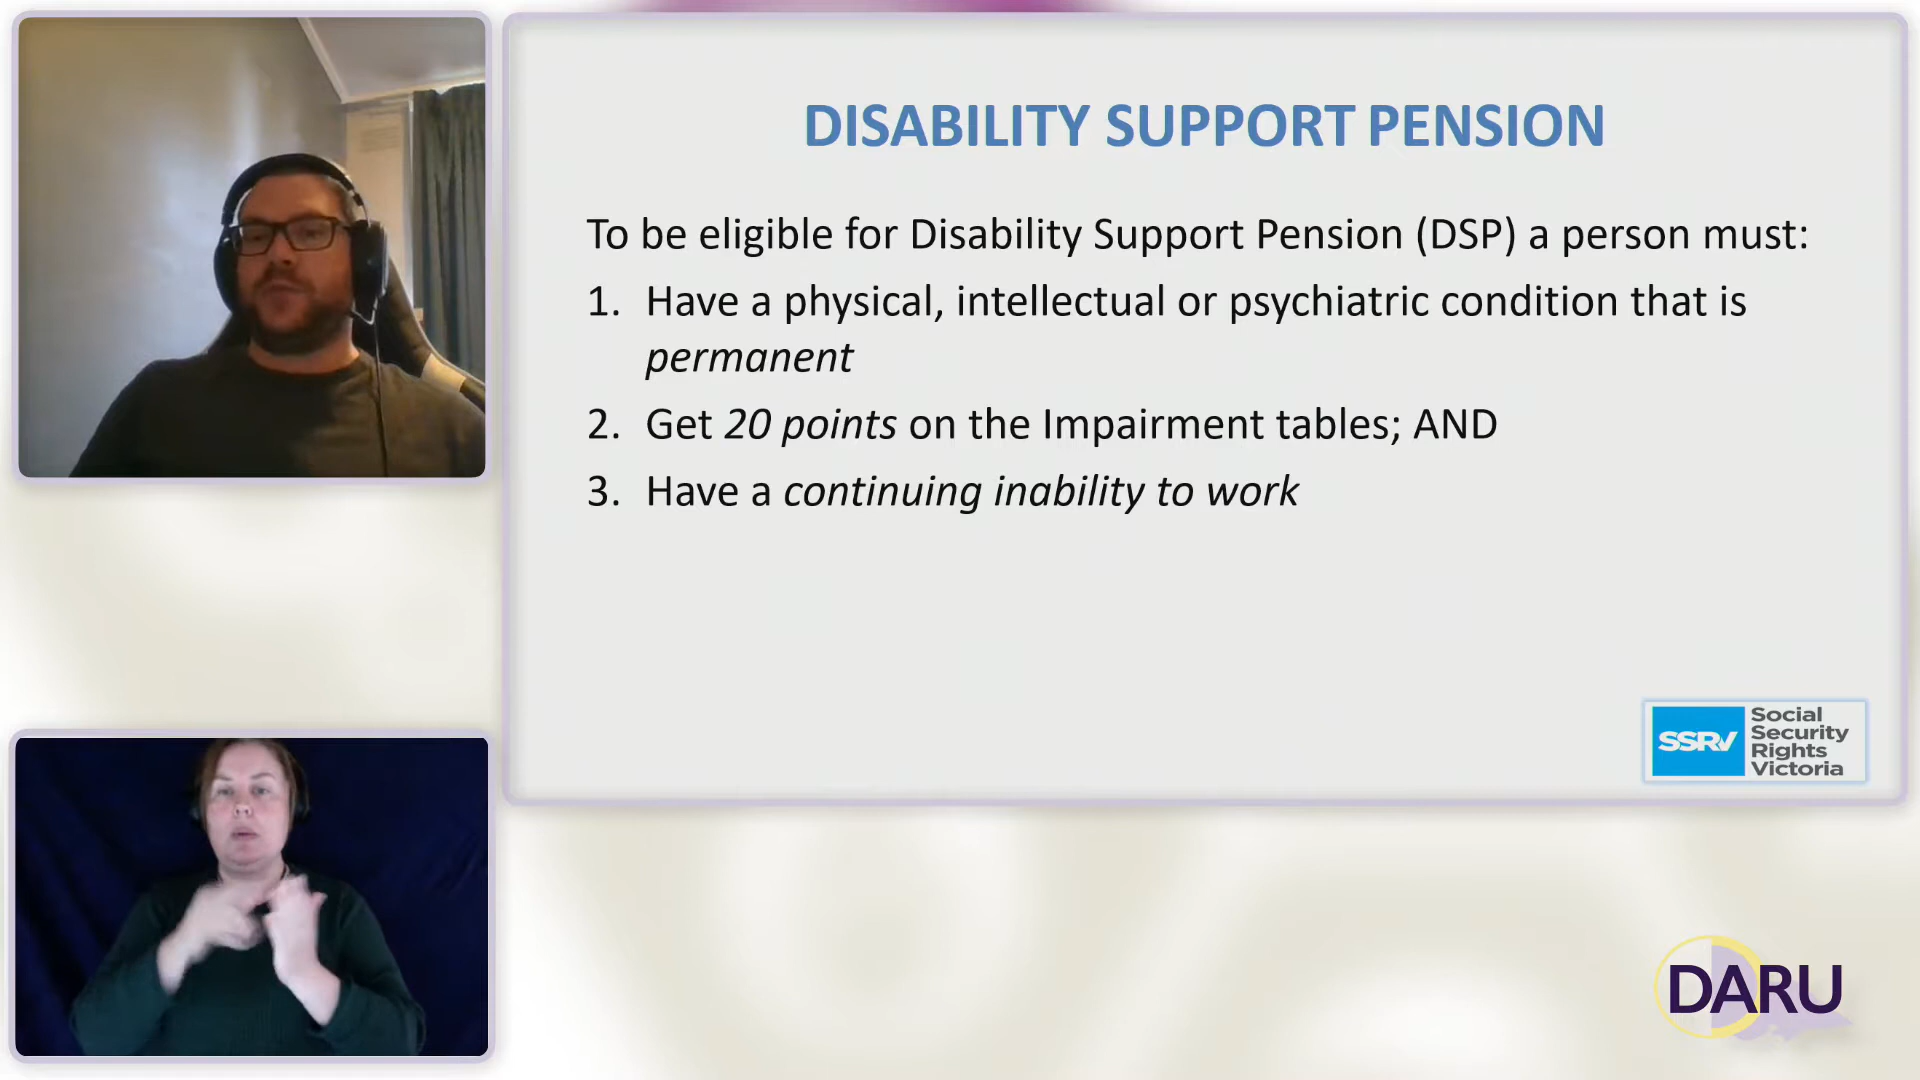 DISABILITY SUPPORT PENSION
To be eligible for Disability Support Pension (DSP) a person must:
1. Have a physical, intellectual or psychiatric condition that is
permanent
2. Get 20 points on the Impairment tables; AND
3. Have a continuing inability to work
SSRV
Social
Security
Rights
Victoria
DARU